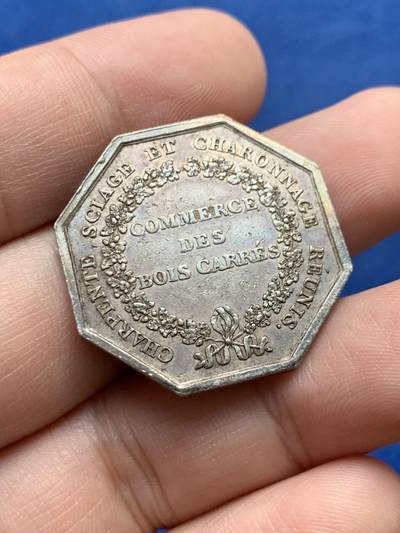 CHARPENTE SCIAGE ET CHARONNAGE REUNIS.
COMMERCE
DES
BOIS CARRÉS